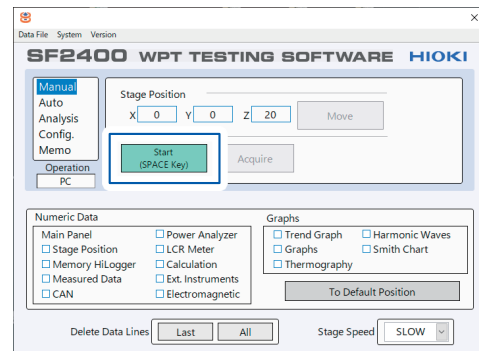 Data File System Version
SF2400 WPT TESTING SOFTWARE HIOKI
Manual
Auto
Analysis
Config.
Memo
Operation
PC
Stage Position
X 0 Y 0 Z 20 Move
Start
(SPACE Key)
Acquire
Numeric Data
Main Panel
Stage Position
Memory HiLogger
Measured Data
CAN
Power Analyzer
LCR Meter
Calculation
Ext. Instruments
Electromagnetic
Graphs
Trend Graph
Graphs
Thermography
Harmonic Waves
Smith Chart
To Default Position
Delete Data Lines Last All Stage Speed SLOW